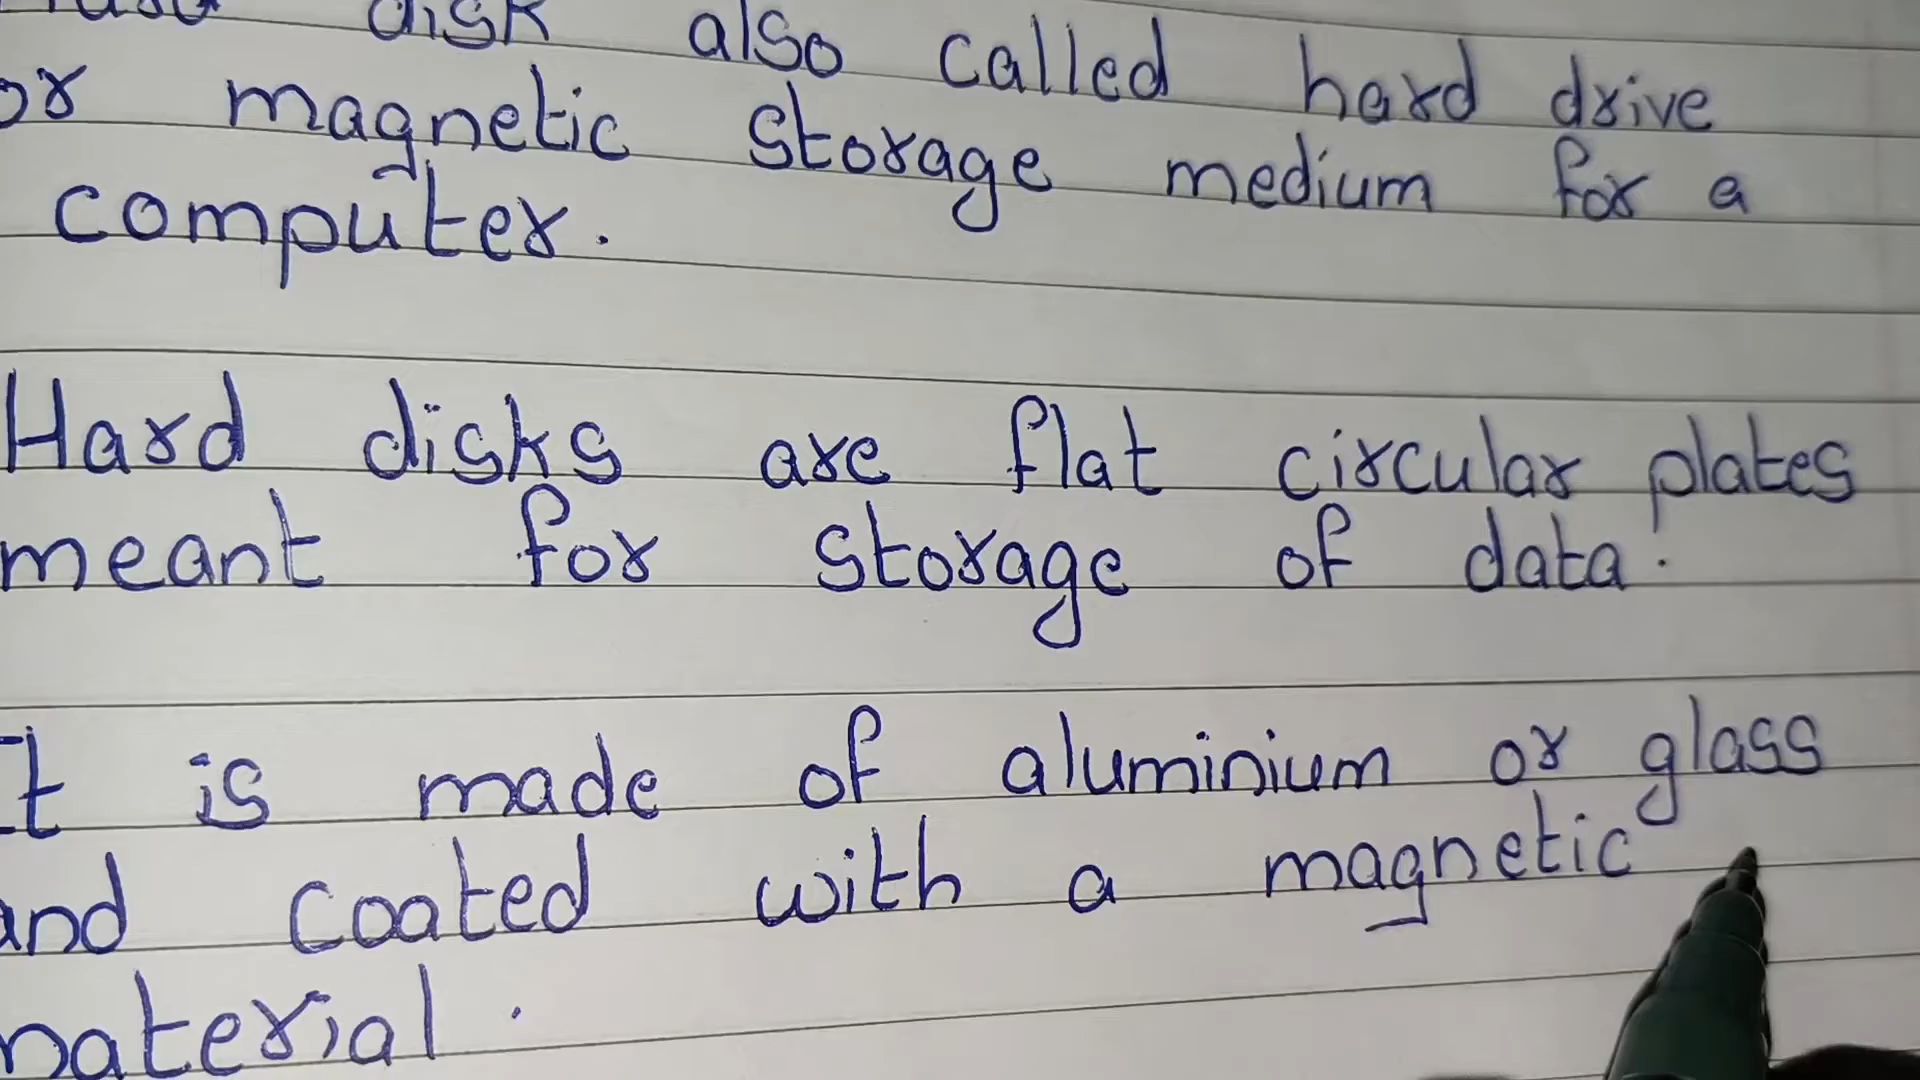 Hard disk also called hard drive
or magnetic storage medium for a
computer.
Hard disks are flat circular plates
meant for storage of data.
It is made of aluminium or glass
and coated with a magnetic
material.